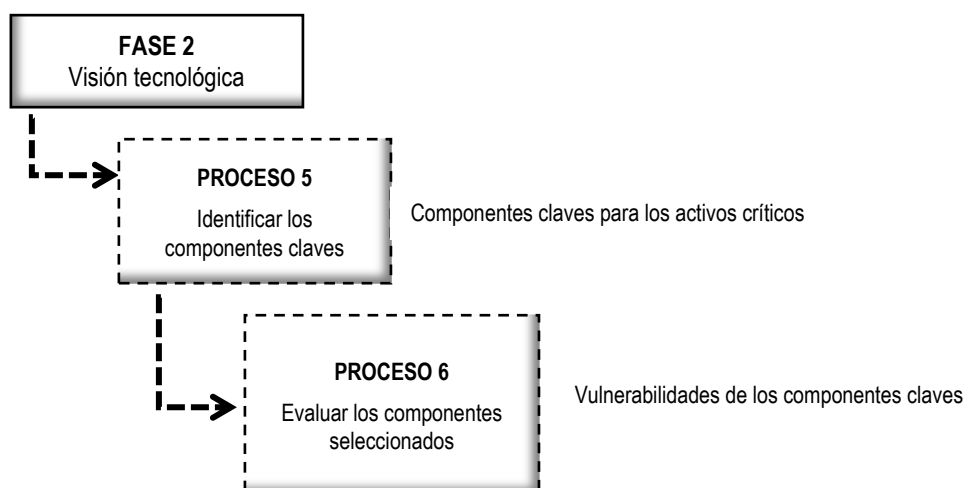 FASE 2
Visión tecnológica
PROCESO 5
Identificar los
componentes claves
Componentes claves para los activos críticos
PROCESO 6
Evaluar los componentes
seleccionados
Vulnerabilidades de los componentes claves